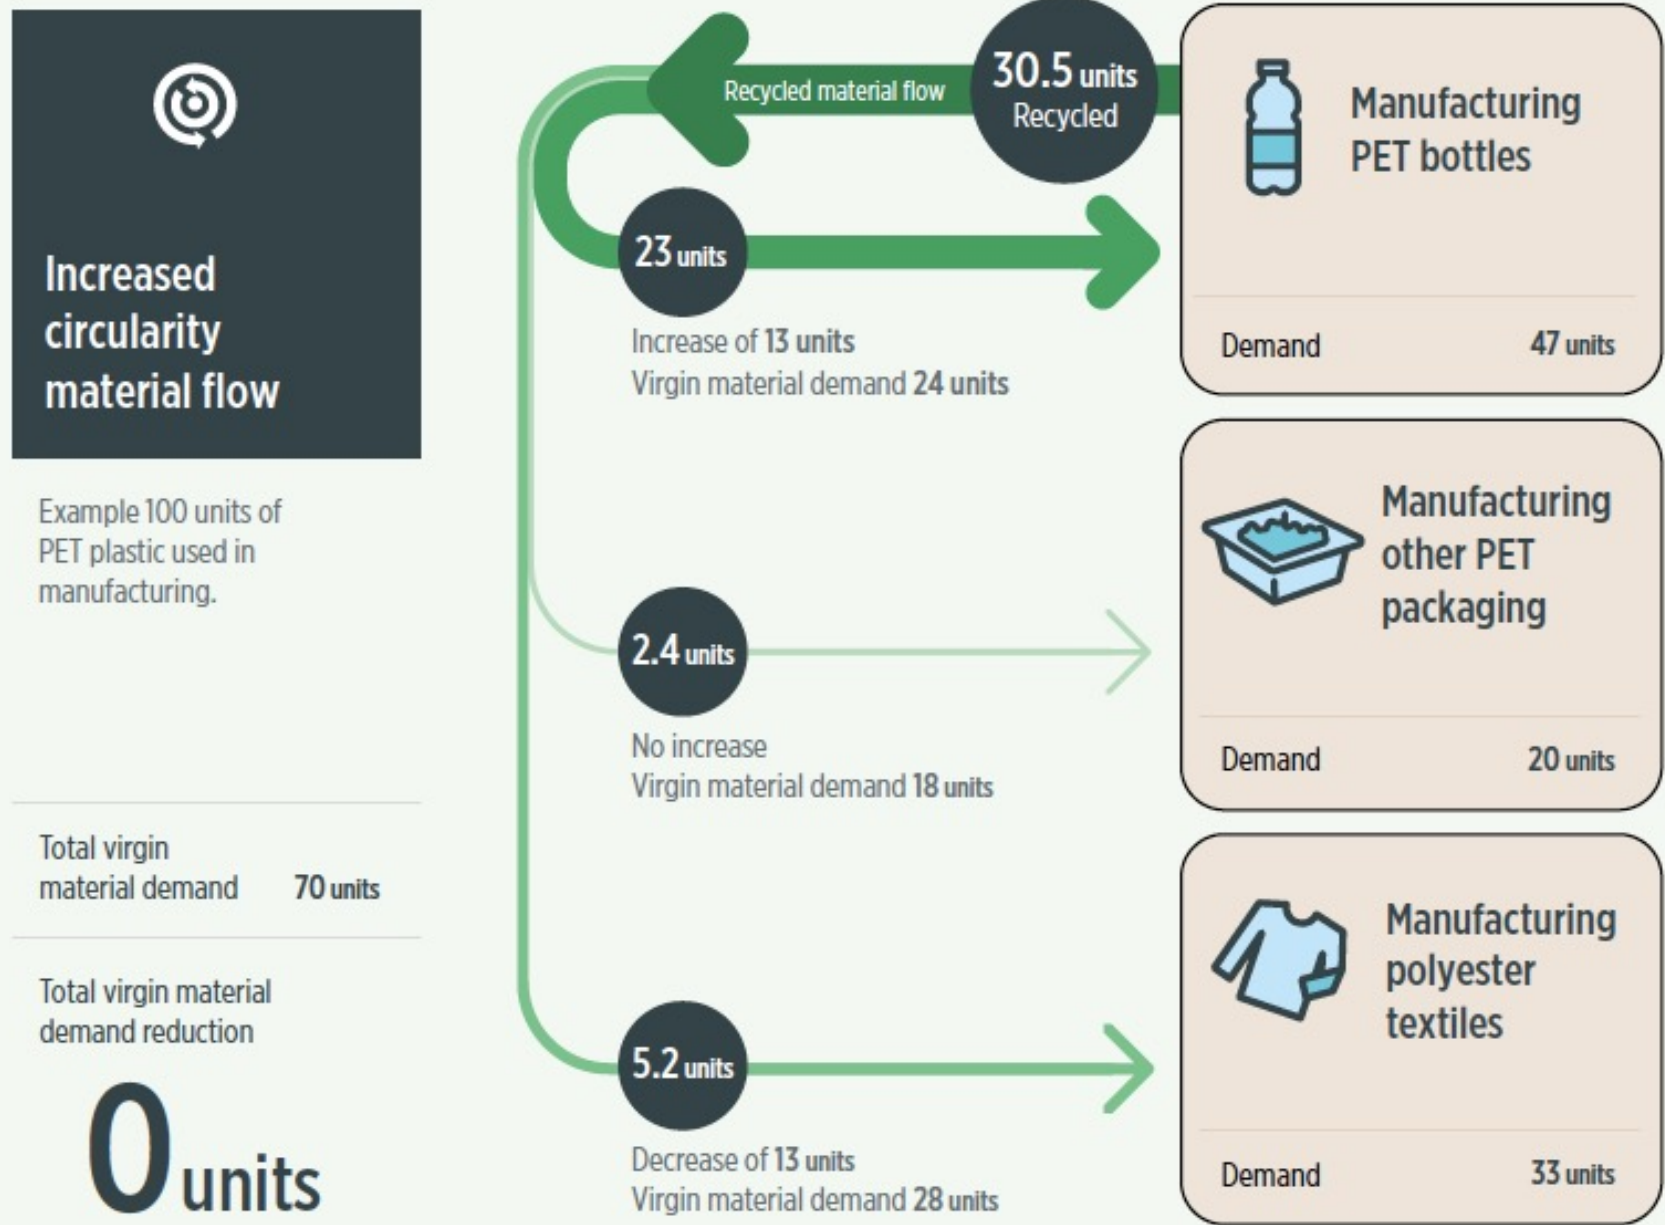 Increased
circularity
material flow
Example 100 units of
PET plastic used in
manufacturing.
Total virgin
material demand 70 units
Total virgin material
demand reduction
0 units
Recycled material flow
30.5 units
Recycled
23 units
Increase of 13 units
Virgin material demand 24 units
2.4 units
No increase
Virgin material demand 18 units
5.2 units
Decrease of 13 units
Virgin material demand 28 units
Manufacturing
PET bottles
Demand 47 units
Manufacturing
other PET
packaging
Demand 20 units
Manufacturing
polyester
textiles
Demand 33 units